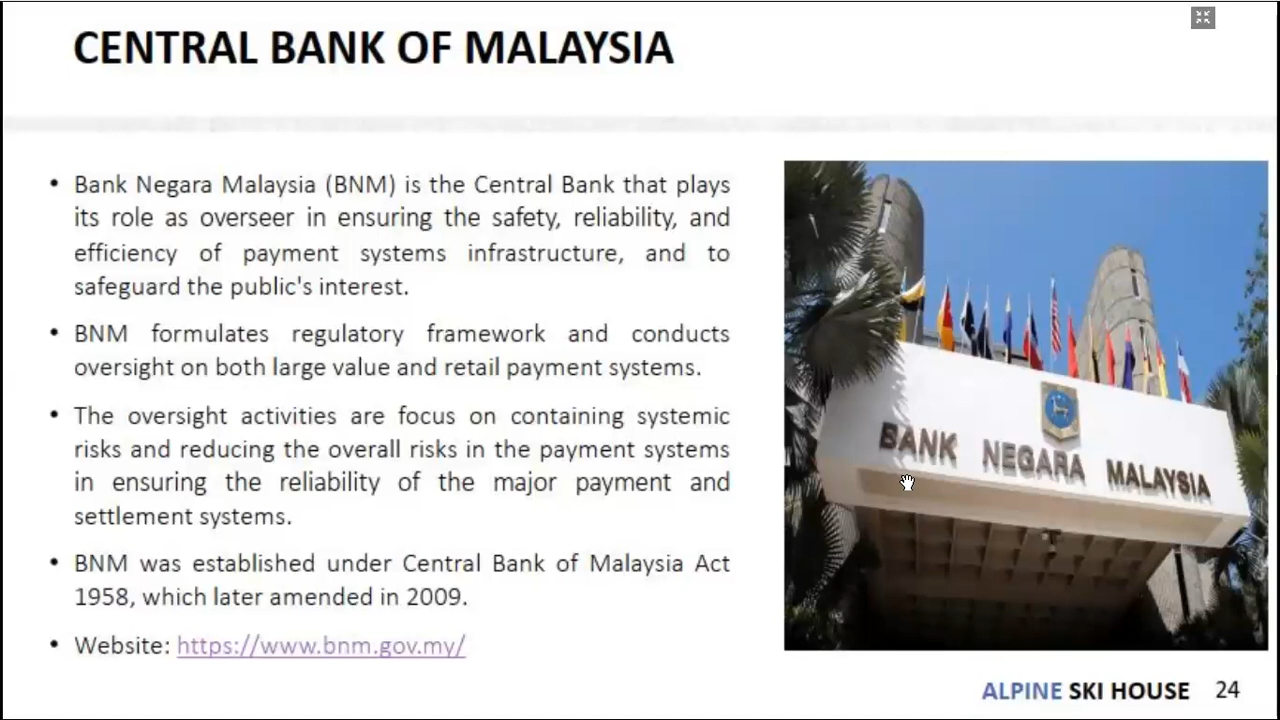 CENTRAL BANK OF MALAYSIA
• Bank Negara Malaysia (BNM) is the Central Bank that plays
its role as overseer in ensuring the safety, reliability, and
efficiency of payment systems infrastructure, and to
safeguard the public's interest.
• BNM formulates regulatory framework and conducts
oversight on both large value and retail payment systems.
• The oversight activities are focus on containing systemic
risks and reducing the overall risks in the payment systems
in ensuring the reliability of the major payment and
settlement systems.
• BNM was established under Central Bank of Malaysia Act
1958, which later amended in 2009.
• Website: https://www.bnm.gov.my/
BANK NEGARA MALAYSIA
ALPINE SKI HOUSE 24